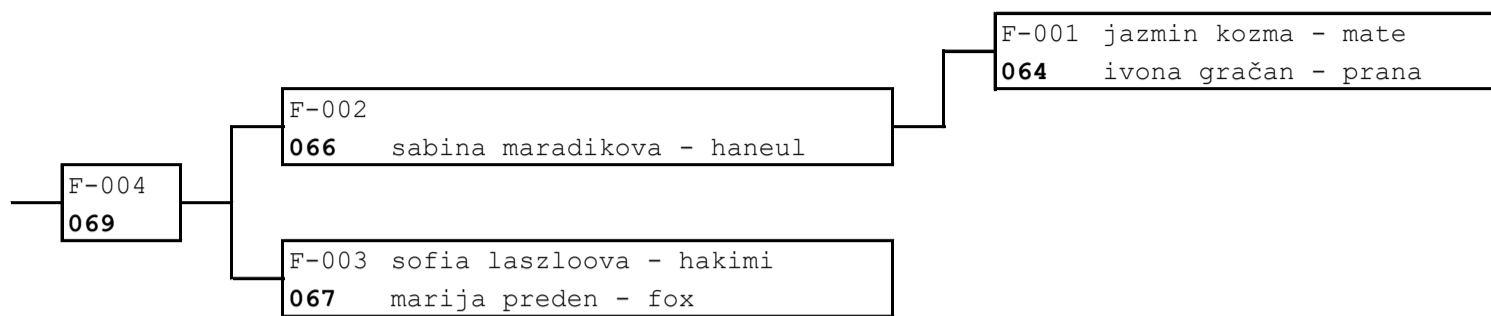 F-001 jazmin kozma - mate
064 ivona gračan - prana
F-002
066 sabina maradikova - haneul
F-004
069
F-003 sofia laszloova - hakimi
067 marija preden - fox